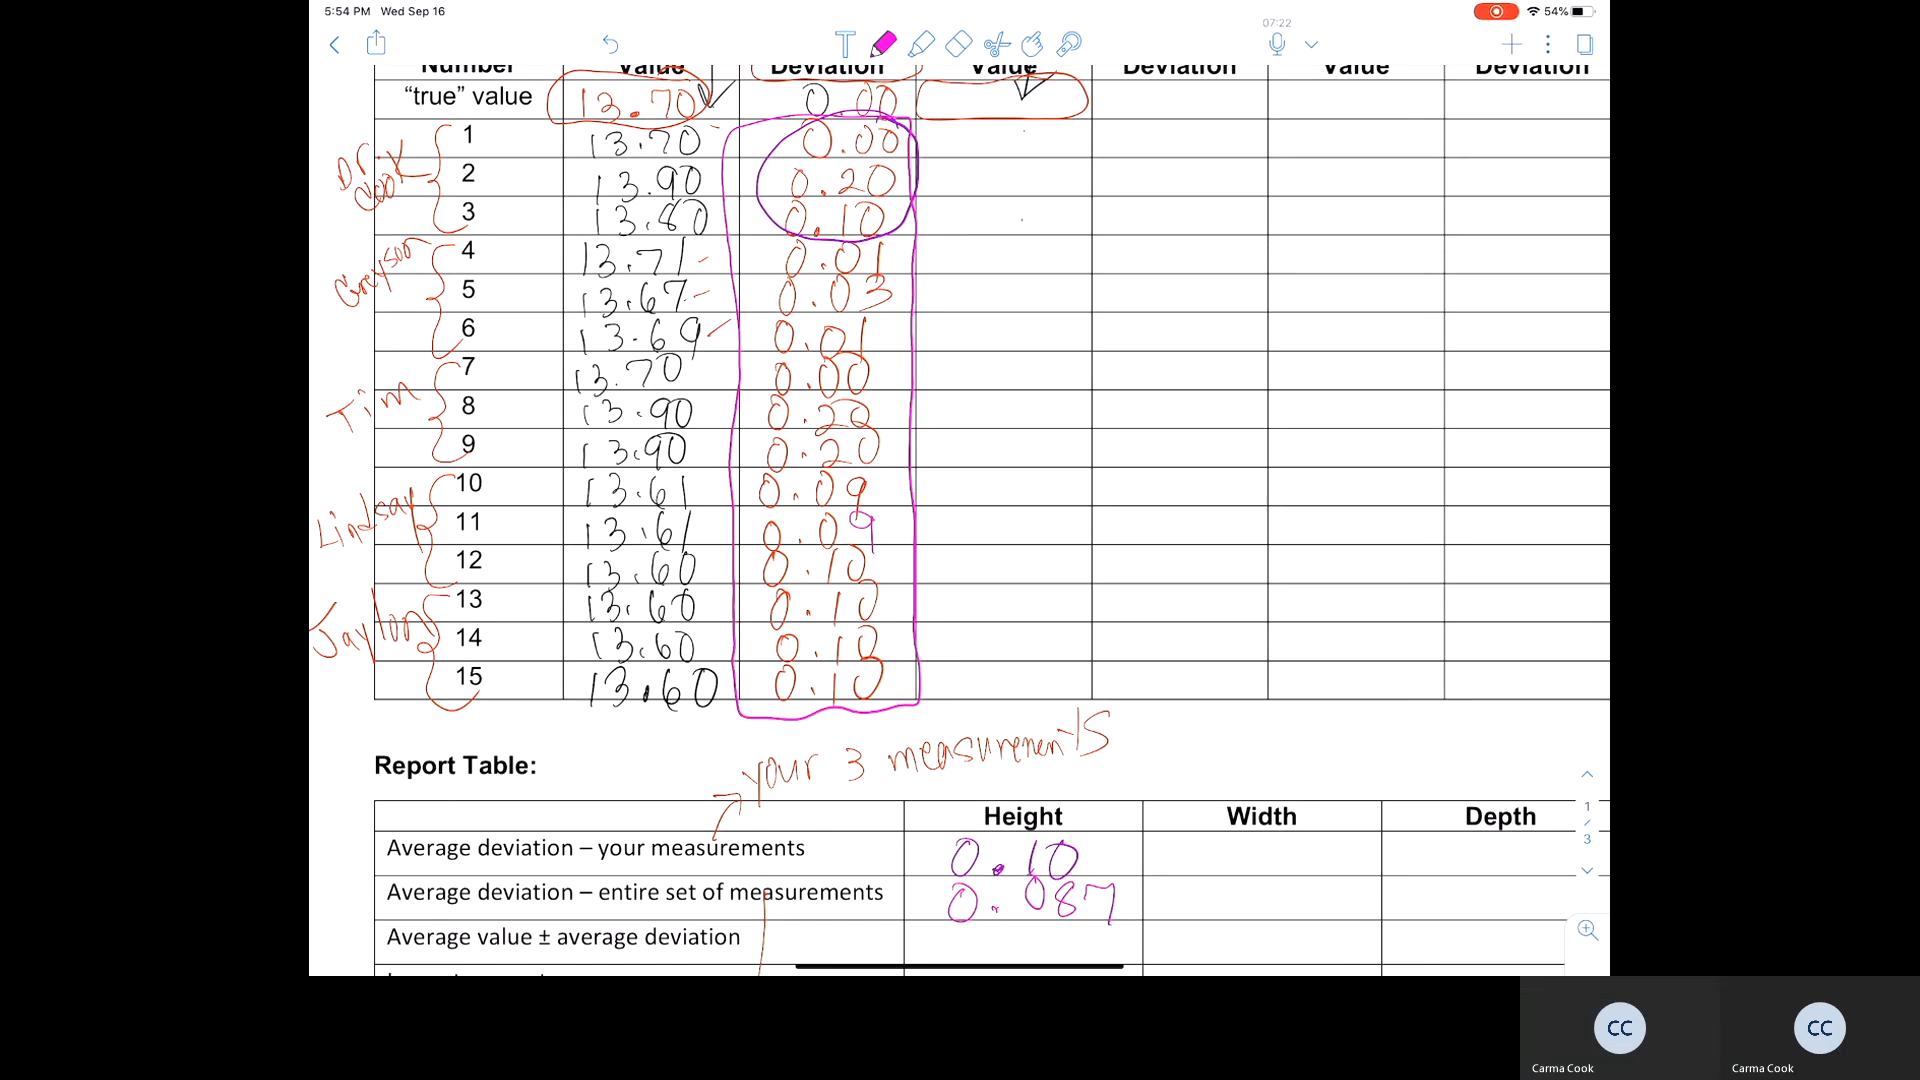 5:54 PM Wed Sep 16
54%
07:22
Number Value Deviation Value Deviation Value Deviation
“true” value 13.70 0.00
1 13.70 0.00
2 13.90 0.20
3 13.80 0.10
Dr. Cook
4 13.71 0.01
5 13.67 0.03
6 13.69 0.01
Greyson
7 13.70 0.00
8 13.90 0.20
9 13.90 0.20
Tim
10 13.61 0.09
11 13.61 0.09
12 13.60 0.10
Lindsay
13 13.60 0.10
14 13.60 0.10
15 13.60 0.10
Jaylon
your 3 measurements
Report Table:
Height Width Depth
Average deviation – your measurements 0.10
Average deviation – entire set of measurements 0.087
Average value ± average deviation
1
/
3
CC CC
Carma Cook Carma Cook